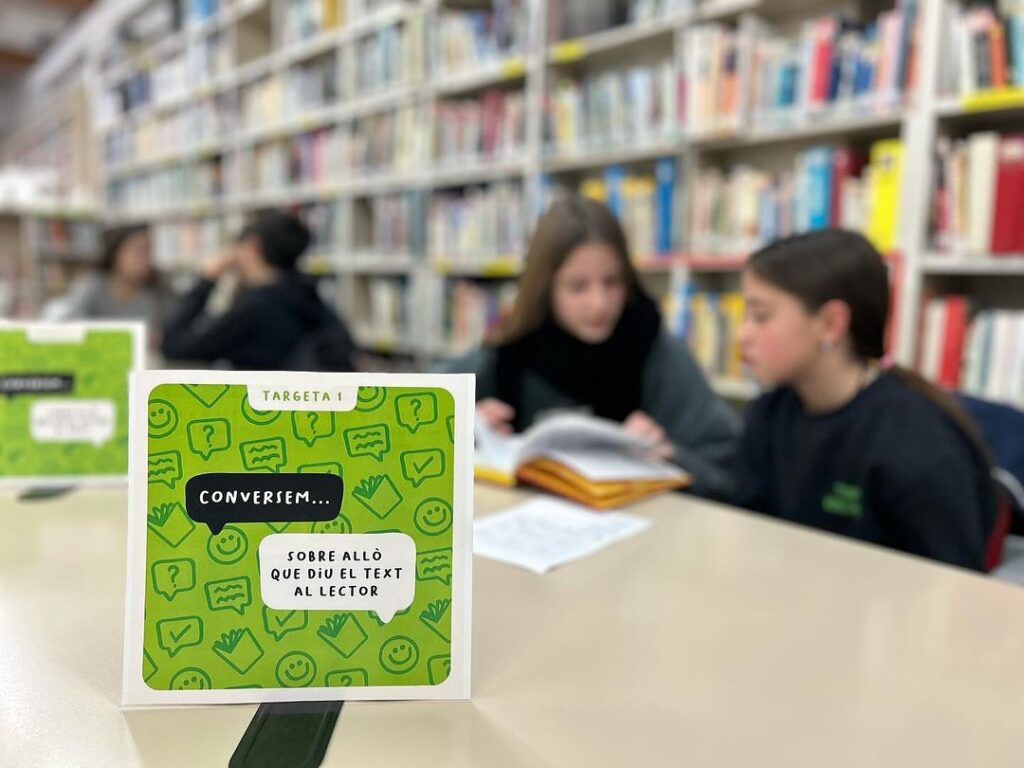 TARGETA 1
CONVERSEM...
SOBRE ALLÒ
QUE DIU EL TEXT
AL LECTOR